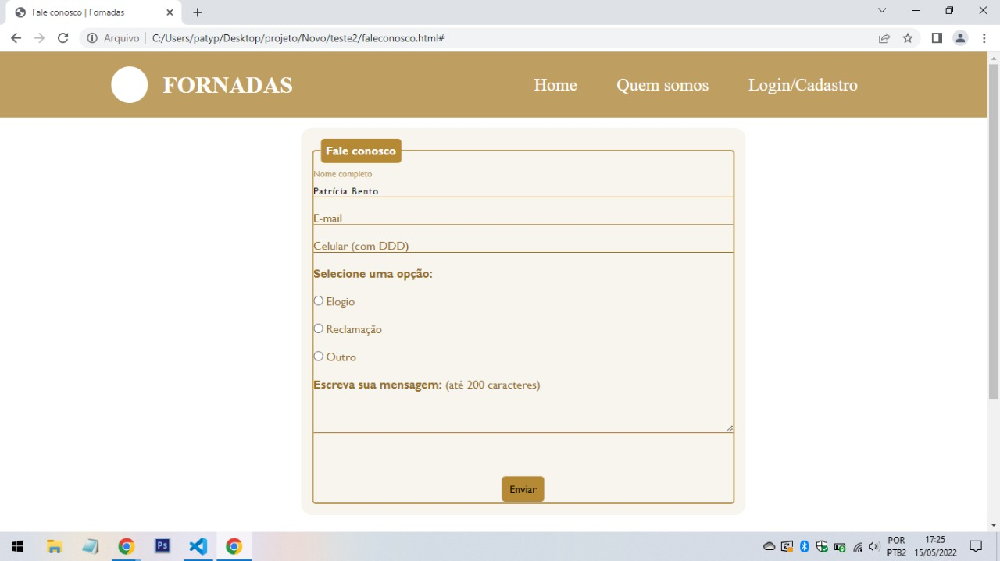 Fale conosco | Fornadas
Arquivo | C:/Users/patyp/Desktop/projeto/Novo/teste2/faleconosco.html#
FORNADAS Home Quem somos Login/Cadastro
Fale conosco
Nome completo
Patrícia Bento
E-mail
Celular (com DDD)
Selecione uma opção:
Elogio
Reclamação
Outro
Escreva sua mensagem: (até 200 caracteres)
Enviar
Ps
POR 17:25
PTB2 15/05/2022